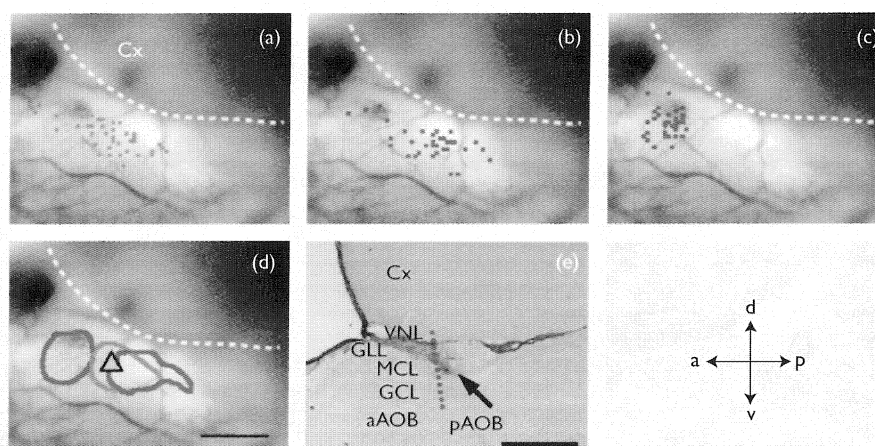 (a)
Cx
(b)
(c)
(d)
(e)
Cx
VNL
GLL
MCL
GCL
aAOB
pAOB
d
a
p
v